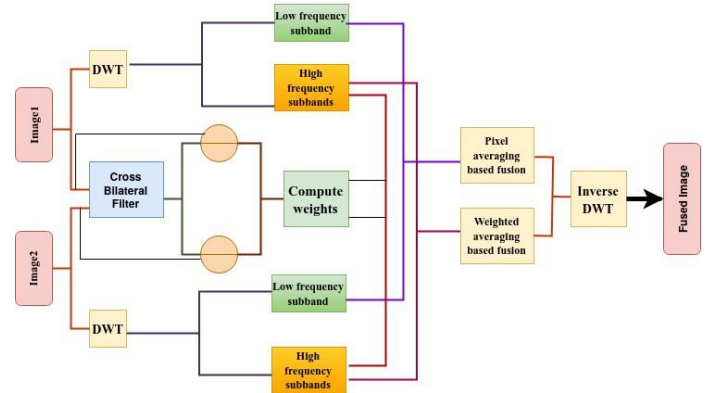 Low frequency
subband
DWT
High
frequency
subbands
Image1
Cross
Bilateral
Filter
Compute
weights
Pixel
averaging
based fusion
Weighted
averaging
based fusion
Inverse
DWT
Fused Image
Image2
Low frequency
subband
DWT
High
frequency
subbands